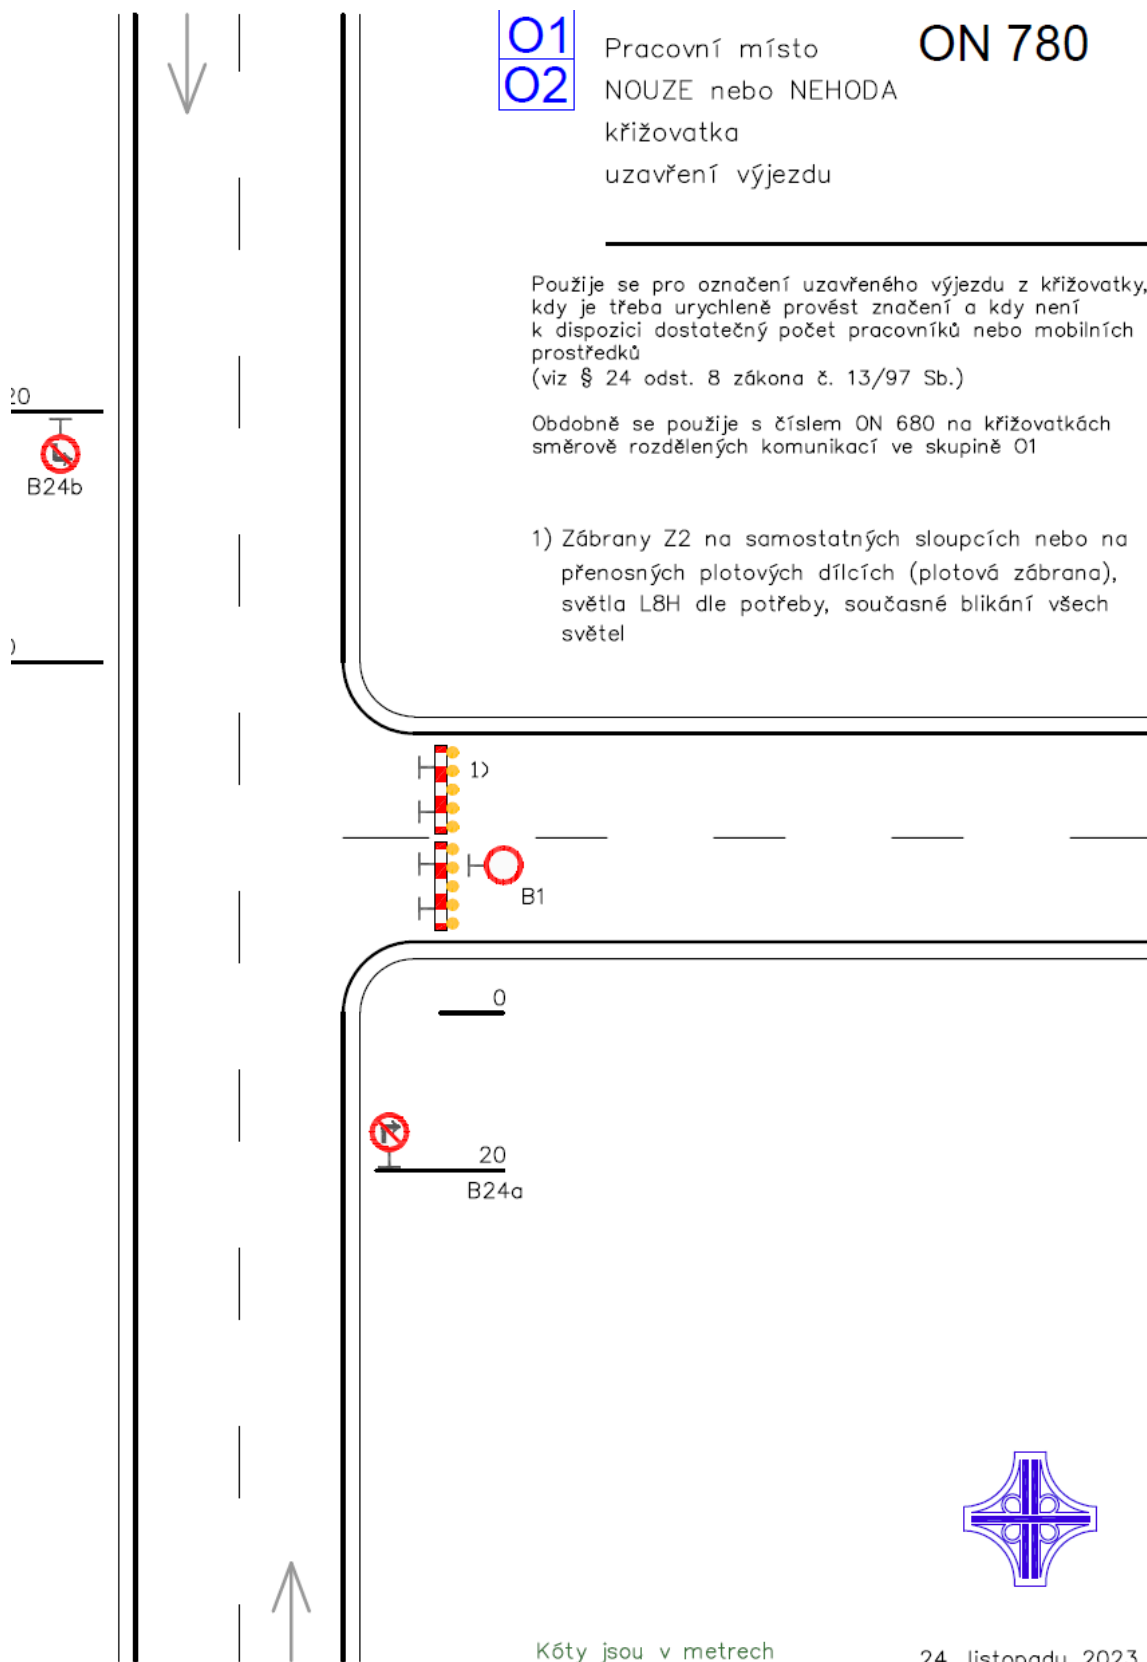 O1
O2
Pracovní místo
ON 780
NOUZE nebo NEHODA
křižovatka
uzavření výjezdu
Použije se pro označení uzavřeného výjezdu z křižovatky,
kdy je třeba urychleně provést značení a kdy není
k dispozici dostatečný počet pracovníků nebo mobilních
prostředků
(viz § 24 odst. 8 zákona č. 13/97 Sb.)
Obdobně se použije s číslem ON 680 na křižovatkách
směrově rozdělených komunikací ve skupině O1
20
B24b
1) Zábrany Z2 na samostatných sloupcích nebo na
přenosných plotových dílcích (plotová zábrana),
světla L8H dle potřeby, současné blikání všech
světel
1)
B1
0
20
B24a
Kóty jsou v metrech
24. listopadu 2023